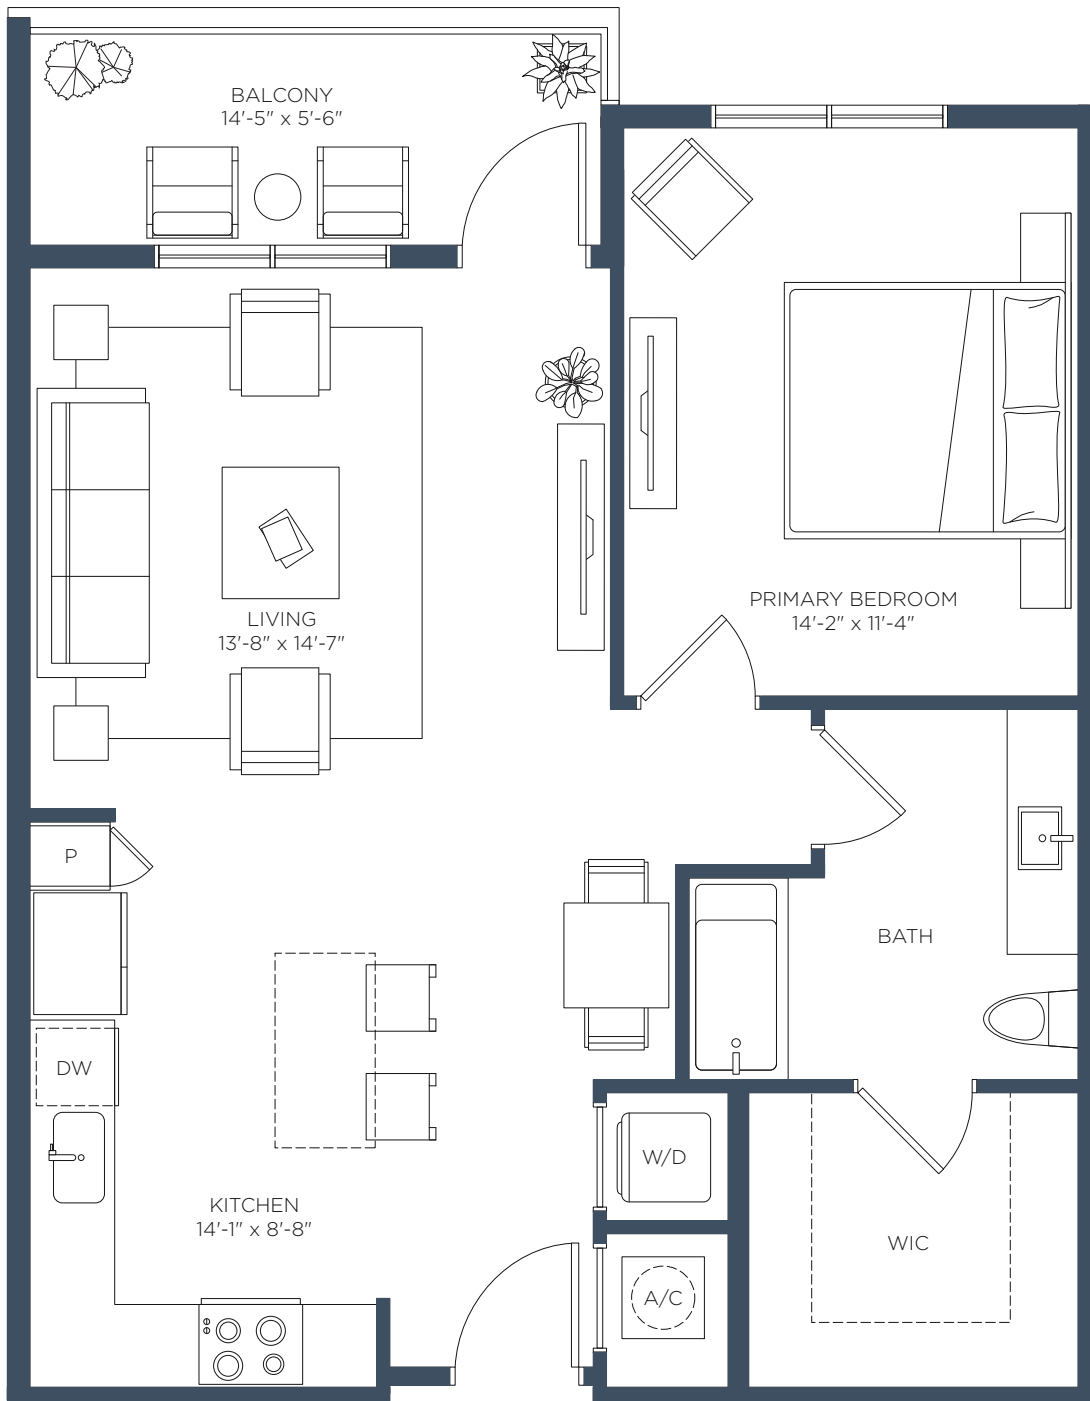 BALCONY
14'-5" x 5'-6"
LIVING
13'-8" x 14'-7"
PRIMARY BEDROOM
14'-2" x 11'-4"
P
BATH
DW
W/D
KITCHEN
14'-1" x 8'-8"
WIC
A/C